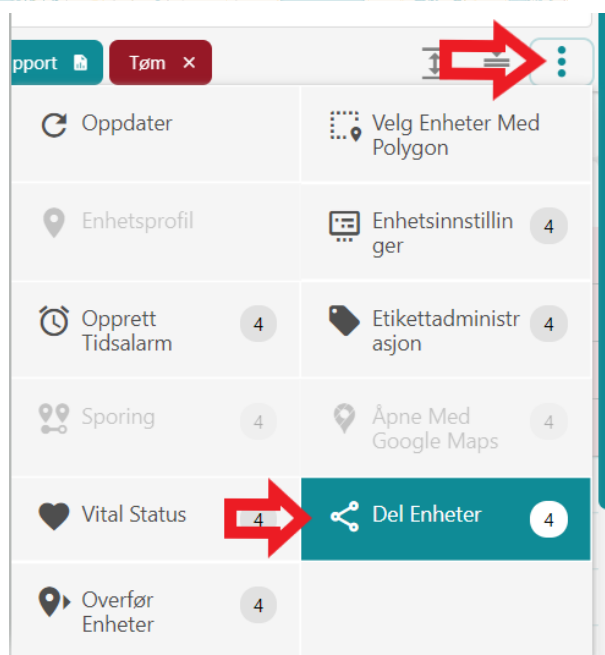 pport
Tøm ×
Oppdater
Velg Enheter Med
Polygon
Enhetsprofil
Enhetsinnstillin
ger
4
Opprett
Tidsalarm
4
Etikettadministr
asjon
4
Sporing
4
Åpne Med
Google Maps
4
Vital Status
4
Del Enheter
4
Overfør
Enheter
4